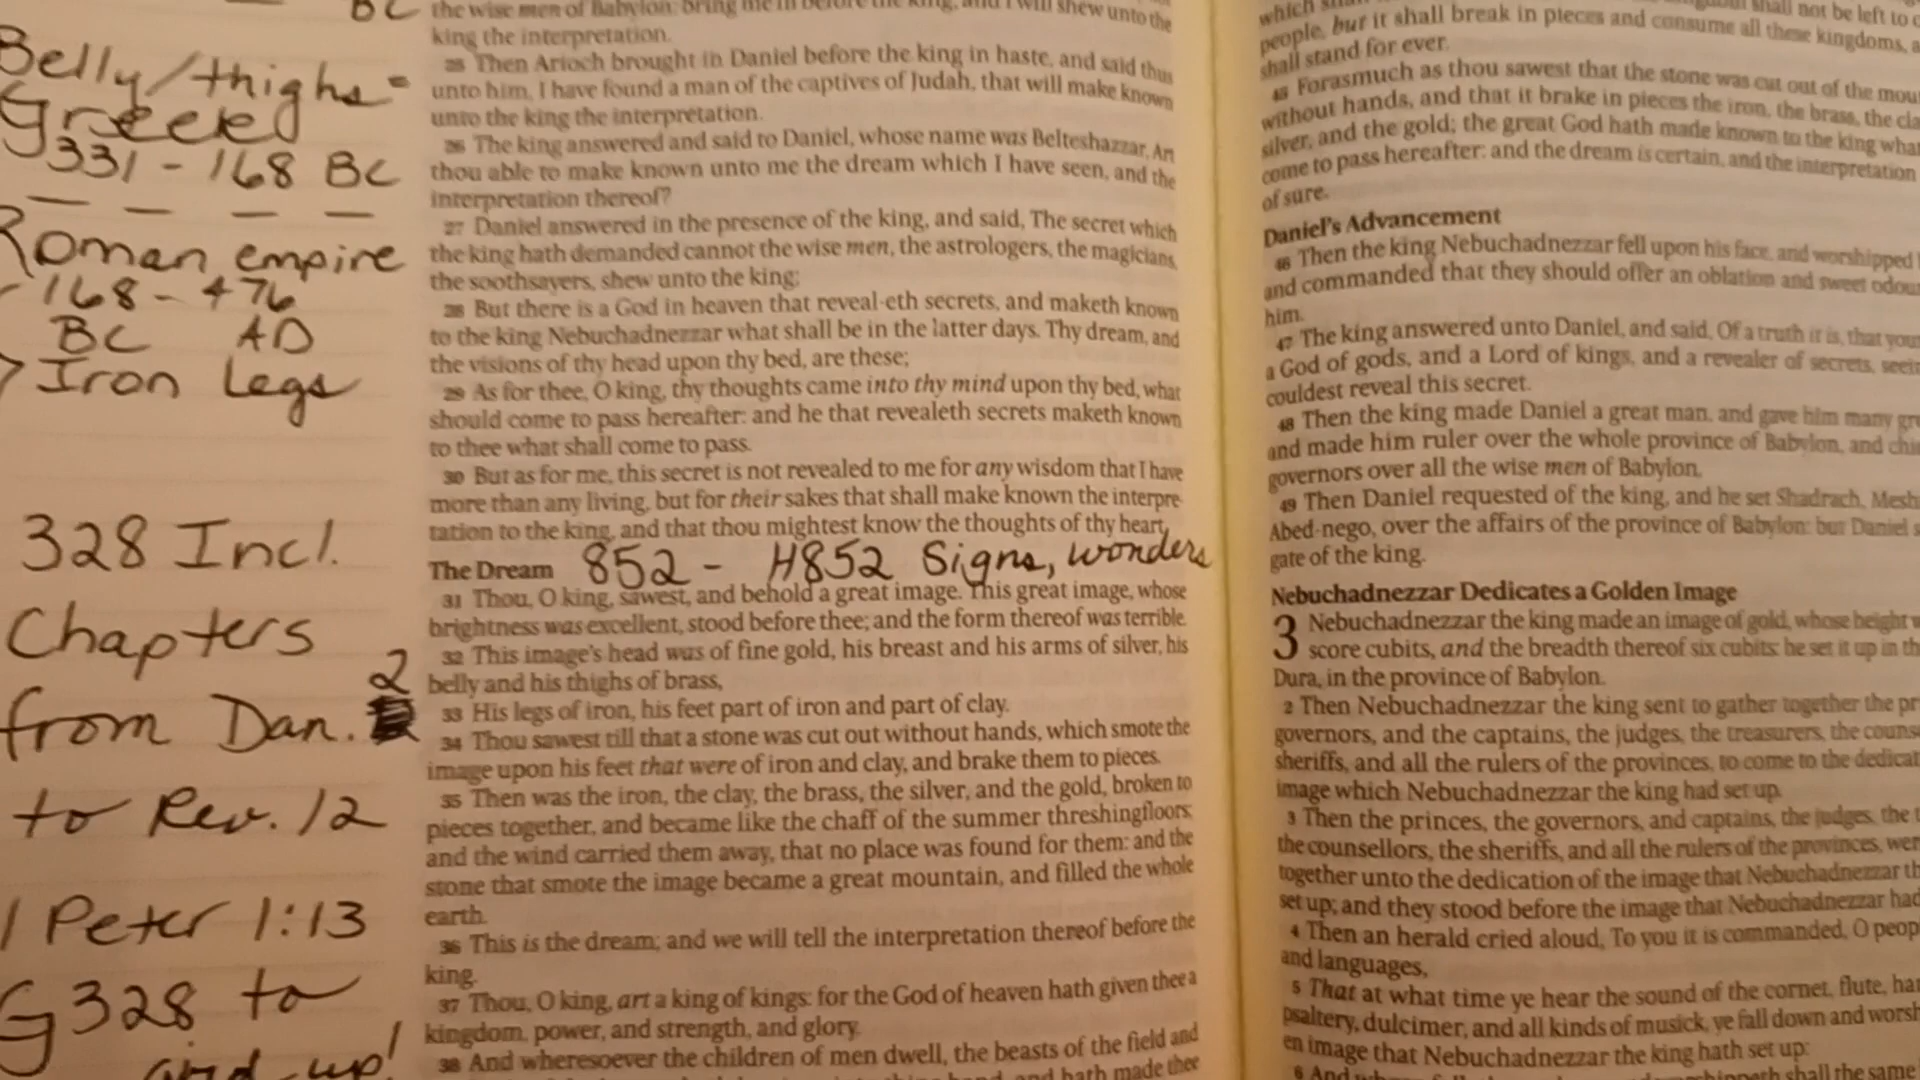 BC
Belly/thighs =
Greece
331 - 168 BC
Roman empire
168 - 476
BC AD
Iron Legs
328 Incl.
Chapters
from Dan. 2
to Rev. 12
1 Peter 1:13
G328 to
gird up!
the wise men of Babylon: bring me in before the king, and I will shew unto the
king the interpretation.
25 Then Arioch brought in Daniel before the king in haste, and said thus
unto him, I have found a man of the captives of Judah, that will make known
unto the king the interpretation.
26 The king answered and said to Daniel, whose name was Belteshazzar, Art
thou able to make known unto me the dream which I have seen, and the
interpretation thereof?
27 Daniel answered in the presence of the king, and said, The secret which
the king hath demanded cannot the wise men, the astrologers, the magicians,
the soothsayers, shew unto the king;
28 But there is a God in heaven that reveal-eth secrets, and maketh known
to the king Nebuchadnezzar what shall be in the latter days. Thy dream, and
the visions of thy head upon thy bed, are these;
29 As for thee, O king, thy thoughts came into thy mind upon thy bed, what
should come to pass hereafter: and he that revealeth secrets maketh known
to thee what shall come to pass.
30 But as for me, this secret is not revealed to me for any wisdom that I have
more than any living, but for their sakes that shall make known the interpre-
tation to the king, and that thou mightest know the thoughts of thy heart.
The Dream 852 - H852 Signs, wonders
31 Thou, O king, sawest, and behold a great image. This great image, whose
brightness was excellent, stood before thee; and the form thereof was terrible.
32 This image's head was of fine gold, his breast and his arms of silver, his
belly and his thighs of brass,
33 His legs of iron, his feet part of iron and part of clay.
34 Thou sawest till that a stone was cut out without hands, which smote the
image upon his feet that were of iron and clay, and brake them to pieces.
35 Then was the iron, the clay, the brass, the silver, and the gold, broken to
pieces together, and became like the chaff of the summer threshingfloors;
and the wind carried them away, that no place was found for them: and the
stone that smote the image became a great mountain, and filled the whole
earth.
36 This is the dream; and we will tell the interpretation thereof before the
king.
37 Thou, O king, art a king of kings: for the God of heaven hath given thee a
kingdom, power, and strength, and glory.
38 And wheresoever the children of men dwell, the beasts of the field and
and hath made thee
which shall not be left to
people, but it shall break in pieces and consume all these kingdoms,
shall stand for ever.
45 Forasmuch as thou sawest that the stone was cut out of the mou
without hands, and that it brake in pieces the iron, the brass, the cla
silver, and the gold; the great God hath made known to the king wha
come to pass hereafter: and the dream is certain, and the interpretation
of sure.
Daniel's Advancement
46 Then the king Nebuchadnezzar fell upon his face, and worshipped
and commanded that they should offer an oblation and sweet odou
him.
47 The king answered unto Daniel, and said, Of a truth it is, that you
a God of gods, and a Lord of kings, and a revealer of secrets, seein
couldest reveal this secret.
48 Then the king made Daniel a great man, and gave him many gre
and made him ruler over the whole province of Babylon, and chie
governors over all the wise men of Babylon.
49 Then Daniel requested of the king, and he set Shadrach, Mesh
Abed-nego, over the affairs of the province of Babylon: but Daniel s
gate of the king.
Nebuchadnezzar Dedicates a Golden Image
3 Nebuchadnezzar the king made an image of gold, whose height w
score cubits, and the breadth thereof six cubits: he set it up in th
Dura, in the province of Babylon.
2 Then Nebuchadnezzar the king sent to gather together the pr
governors, and the captains, the judges, the treasurers, the couns
sheriffs, and all the rulers of the provinces, to come to the dedicat
image which Nebuchadnezzar the king had set up.
3 Then the princes, the governors, and captains, the judges, the t
the counsellors, the sheriffs, and all the rulers of the provinces, wer
together unto the dedication of the image that Nebuchadnezzar th
set up; and they stood before the image that Nebuchadnezzar had
4 Then an herald cried aloud, To you it is commanded, O peop
and languages,
5 That at what time ye hear the sound of the cornet, flute, har
psaltery, dulcimer, and all kinds of musick, ye fall down and worsh
en image that Nebuchadnezzar the king hath set up:
6 And shall the same